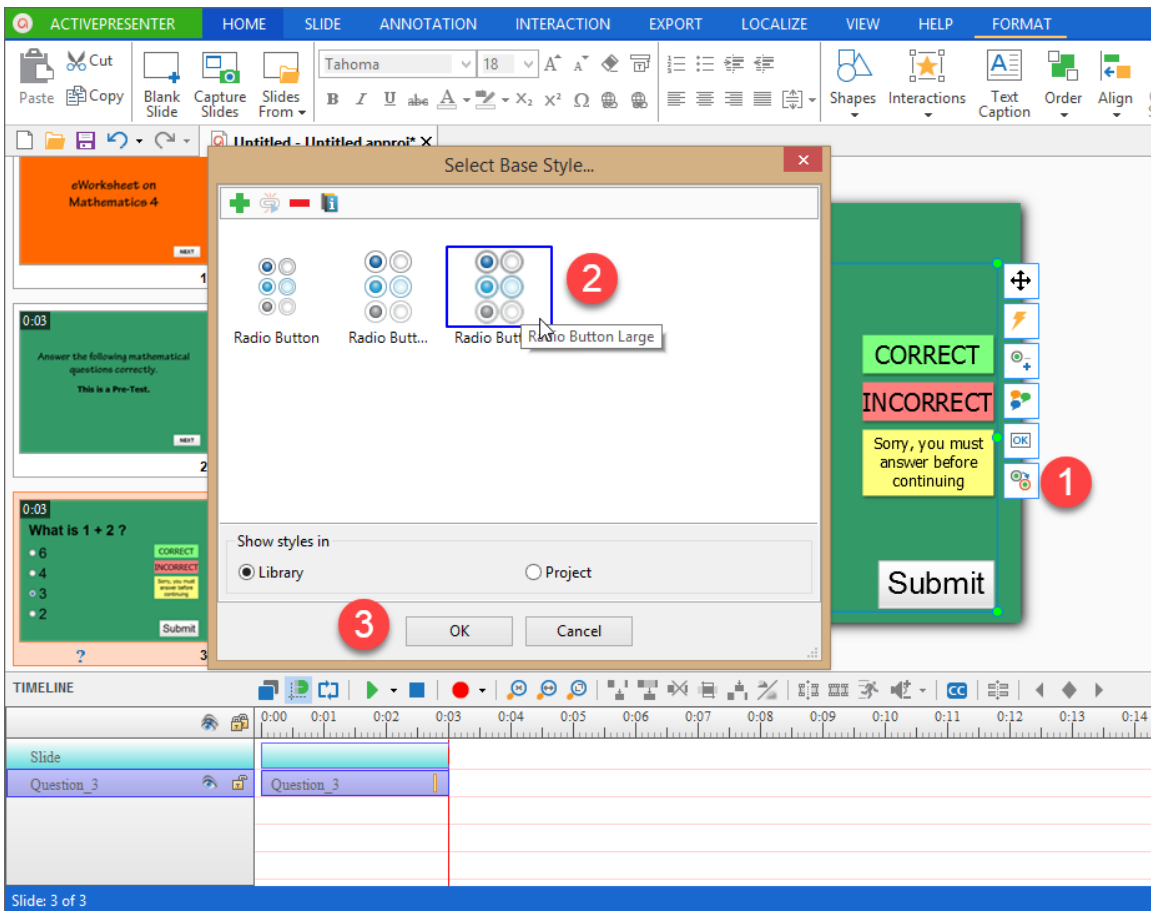 ACTIVEPRESENTER HOME SLIDE ANNOTATION INTERACTION EXPORT LOCALIZE VIEW HELP FORMAT
Paste
Cut
Copy
Blank
Slide
Capture
Slides
Slides
From
Tahoma 18
B I U abc A X₂ X² Ω
Shapes
Interactions
Text
Caption
Order
Align
Untitled - Untitled.approj* X
eWorksheet on
Mathematics 4
NEXT
1
0:03
Answer the following mathematical
questions correctly.
This is a Pre-Test.
NEXT
2
0:03
What is 1 + 2 ?
6
4
3
2
CORRECT
INCORRECT
Sorry, you must
answer before
continuing
Submit
?
3
Select Base Style...
Radio Button
Radio Butt...
Radio Butt
Radio Button Large
2
Show styles in
Library
Project
3
OK
Cancel
CORRECT
INCORRECT
Sorry, you must
answer before
continuing
OK
1
Submit
TIMELINE
CC
0:00 0:01 0:02 0:03 0:04 0:05 0:06 0:07 0:08 0:09 0:10 0:11 0:12 0:13 0:14
Slide
Question_3
Question_3
Slide: 3 of 3